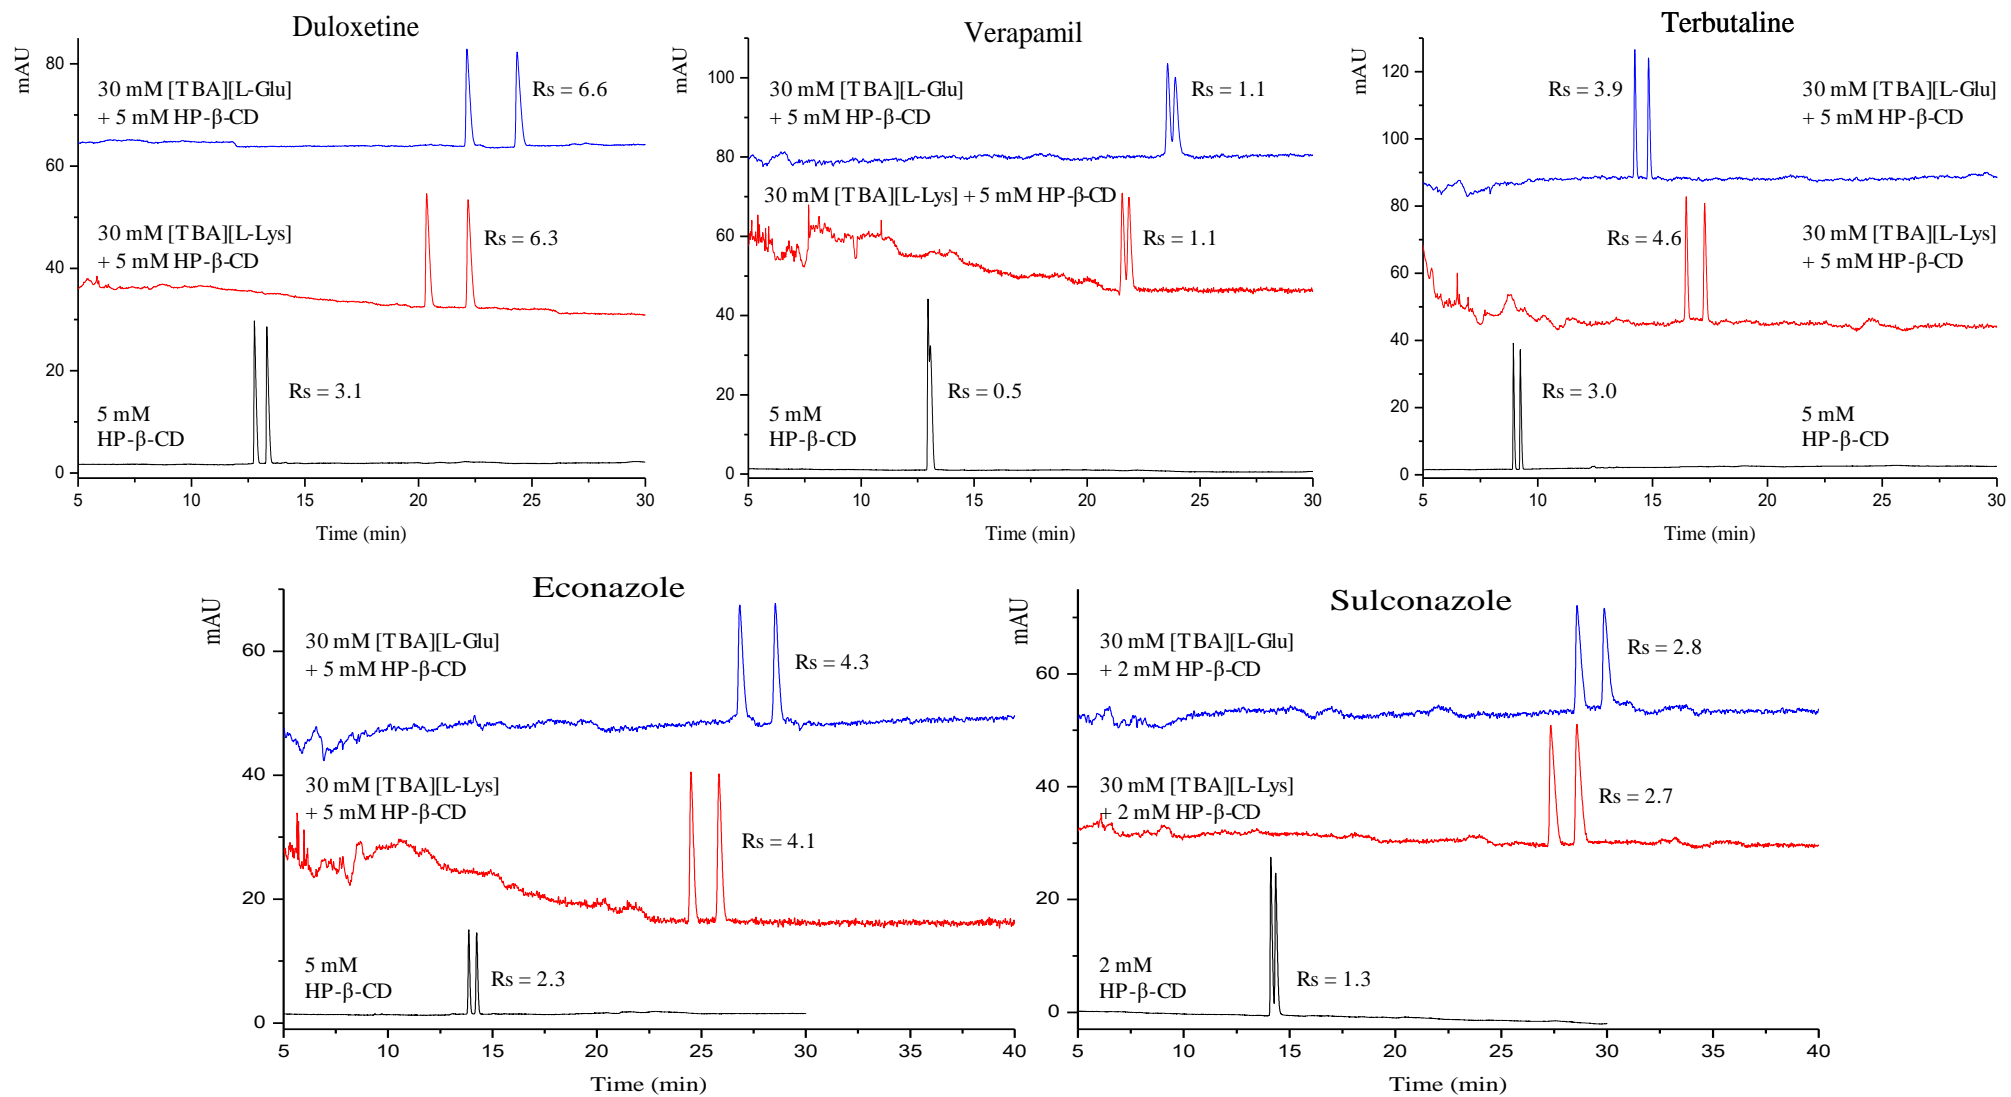 Duloxetine
mAU
80
60
40
20
0
30 mM [TBA][L-Glu]
+ 5 mM HP-β-CD
Rs = 6.6
30 mM [TBA][L-Lys]
+ 5 mM HP-β-CD
Rs = 6.3
Rs = 3.1
5 mM
HP-β-CD
5 10 15 20 25 30
Time (min)
Verapamil
mAU
100
80
60
40
20
0
30 mM [TBA][L-Glu]
+ 5 mM HP-β-CD
Rs = 1.1
30 mM [TBA][L-Lys] + 5 mM HP-β-CD
Rs = 1.1
Rs = 0.5
5 mM
HP-β-CD
5 10 15 20 25 30
Time (min)
Terbutaline
mAU
120
100
80
60
40
20
0
Rs = 3.9
30 mM [TBA][L-Glu]
+ 5 mM HP-β-CD
Rs = 4.6
30 mM [TBA][L-Lys]
+ 5 mM HP-β-CD
Rs = 3.0
5 mM
HP-β-CD
5 10 15 20 25 30
Time (min)
Econazole
mAU
60
40
20
0
30 mM [TBA][L-Glu]
+ 5 mM HP-β-CD
Rs = 4.3
30 mM [TBA][L-Lys]
+ 5 mM HP-β-CD
Rs = 4.1
5 mM
HP-β-CD
Rs = 2.3
5 10 15 20 25 30 35 40
Time (min)
Sulconazole
mAU
60
40
20
0
30 mM [TBA][L-Glu]
+ 2 mM HP-β-CD
Rs = 2.8
30 mM [TBA][L-Lys]
+ 2 mM HP-β-CD
Rs = 2.7
2 mM
HP-β-CD
Rs = 1.3
5 10 15 20 25 30 35 40
Time (min)